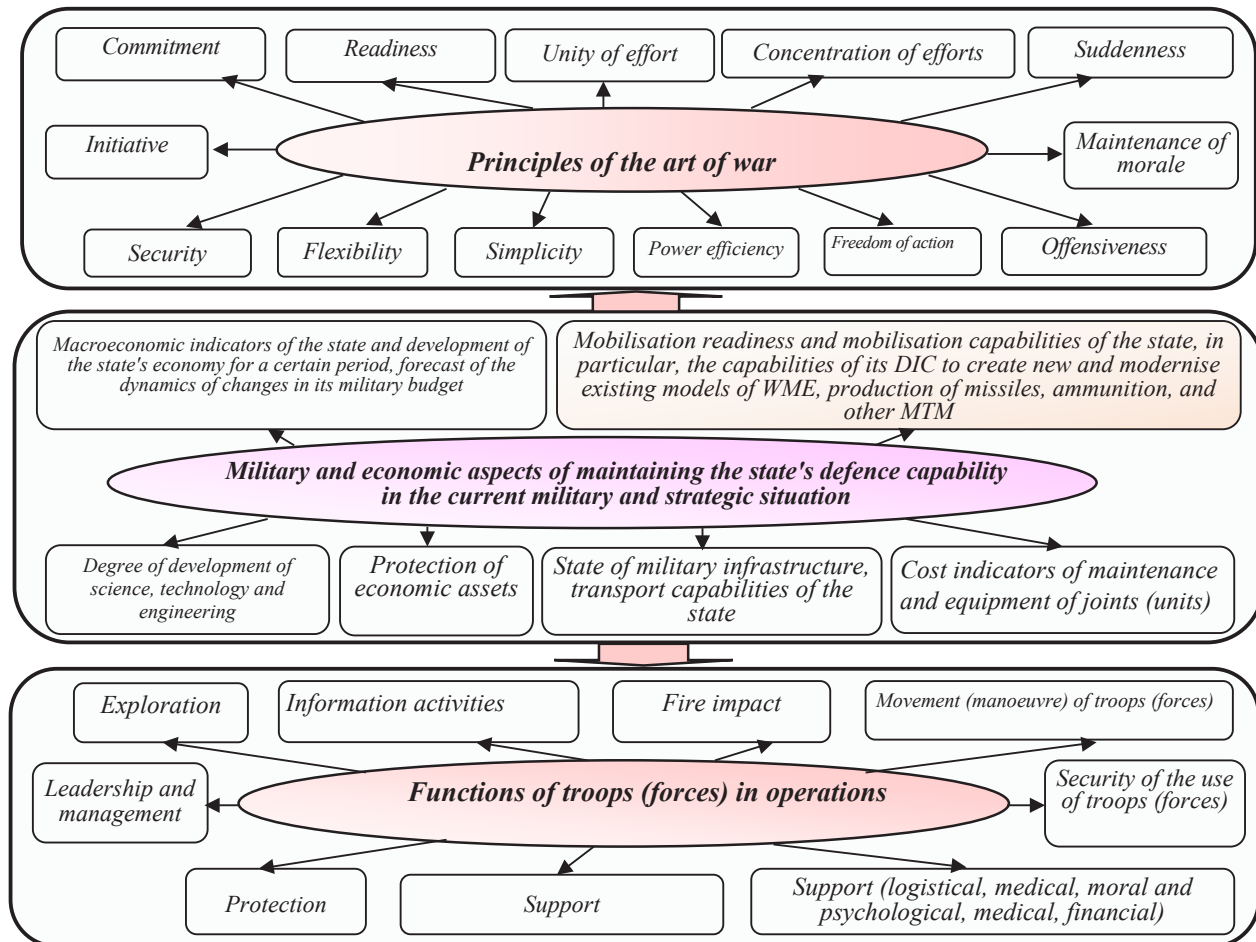 Commitment
Readiness
Unity of effort
Concentration of efforts
Suddenness
Initiative
Principles of the art of war
Maintenance of
morale
Security
Flexibility
Simplicity
Power efficiency
Freedom of action
Offensiveness
Macroeconomic indicators of the state and development of
the state's economy for a certain period, forecast of the
dynamics of changes in its military budget
Mobilisation readiness and mobilisation capabilities of the state, in
particular, the capabilities of its DIC to create new and modernise
existing models of WME, production of missiles, ammunition, and
other MTM
Military and economic aspects of maintaining the state's defence capability
in the current military and strategic situation
Degree of development of
science, technology and
engineering
Protection of
economic assets
State of military infrastructure,
transport capabilities of the
state
Cost indicators of maintenance
and equipment of joints (units)
Exploration
Information activities
Fire impact
Movement (manoeuvre) of troops (forces)
Leadership and
management
Functions of troops (forces) in operations
Security of the use
of troops (forces)
Protection
Support
Support (logistical, medical, moral and
psychological, medical, financial)